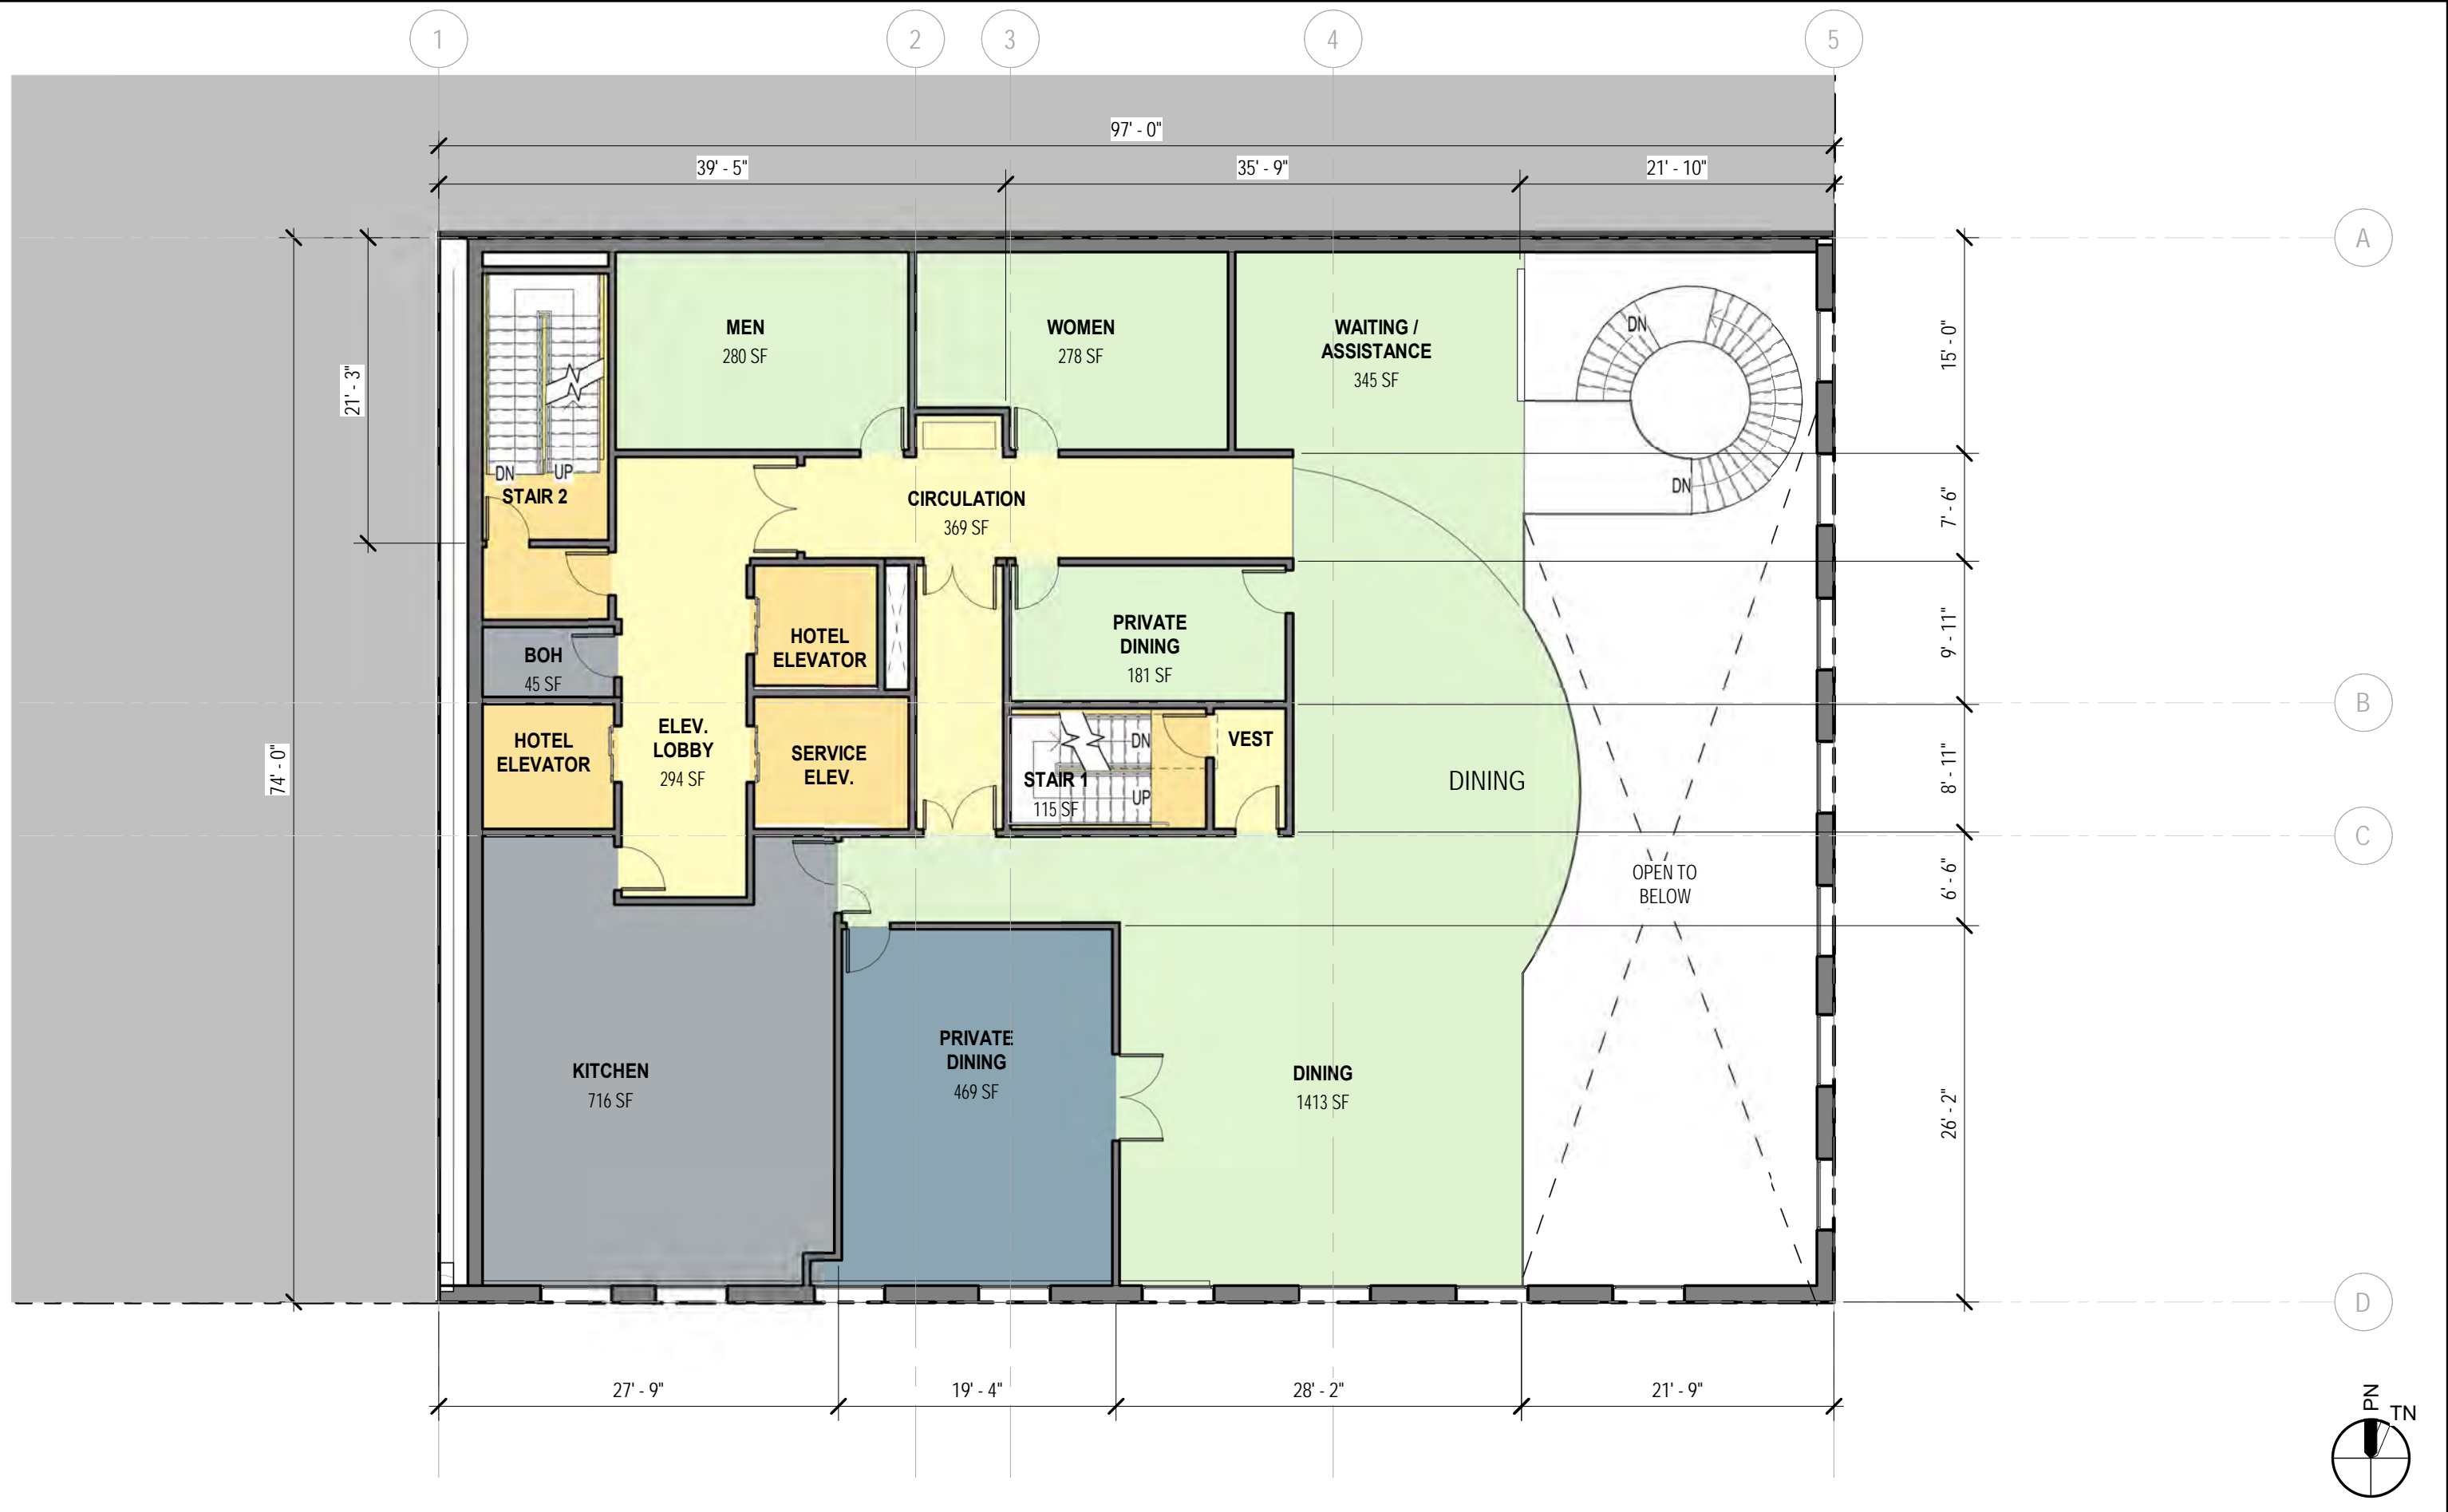 1
2
3
4
5
97' - 0"
39' - 5"
35' - 9"
21' - 10"
A
B
C
D
21' - 3"
74' - 0"
15' - 0"
7' - 6"
9' - 11"
8' - 11"
6' - 6"
26' - 2"
MEN
280 SF
WOMEN
278 SF
WAITING /
ASSISTANCE
345 SF
DN
DN
DN
UP
STAIR 2
CIRCULATION
369 SF
BOH
45 SF
HOTEL
ELEVATOR
PRIVATE
DINING
181 SF
HOTEL
ELEVATOR
ELEV.
LOBBY
294 SF
SERVICE
ELEV.
DN
STAIR 1
UP
115 SF
VEST
DINING
OPEN TO
BELOW
KITCHEN
716 SF
PRIVATE
DINING
469 SF
DINING
1413 SF
27' - 9"
19' - 4"
28' - 2"
21' - 9"
PN
TN